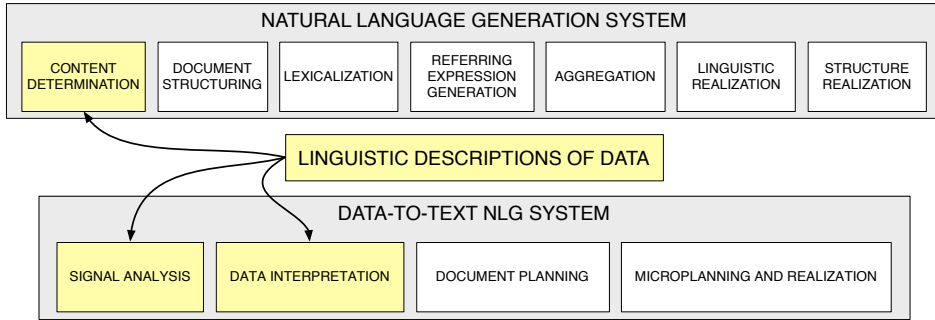 NATURAL LANGUAGE GENERATION SYSTEM
CONTENT
DETERMINATION
DOCUMENT
STRUCTURING
LEXICALIZATION
REFERRING
EXPRESSION
GENERATION
AGGREGATION
LINGUISTIC
REALIZATION
STRUCTURE
REALIZATION
LINGUISTIC DESCRIPTIONS OF DATA
DATA-TO-TEXT NLG SYSTEM
SIGNAL ANALYSIS
DATA INTERPRETATION
DOCUMENT PLANNING
MICROPLANNING AND REALIZATION